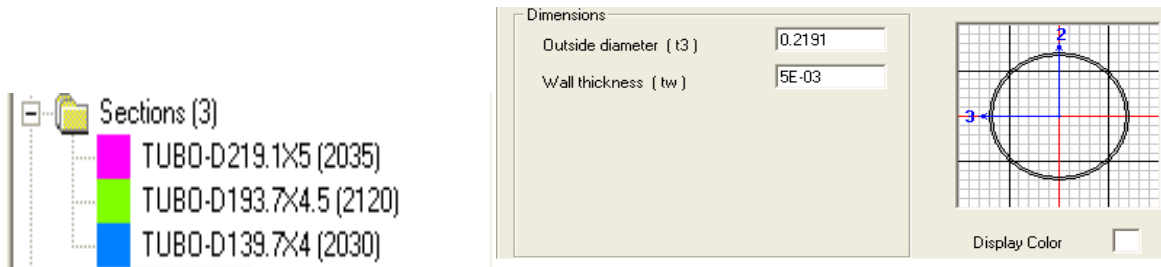 Sections (3)
TUBO-D219.1X5 (2035)
TUBO-D193.7X4.5 (2120)
TUBO-D139.7X4 (2030)
Dimensions
Outside diameter ( t3 )
0.2191
Wall thickness ( tw )
5E-03
2
3
Display Color